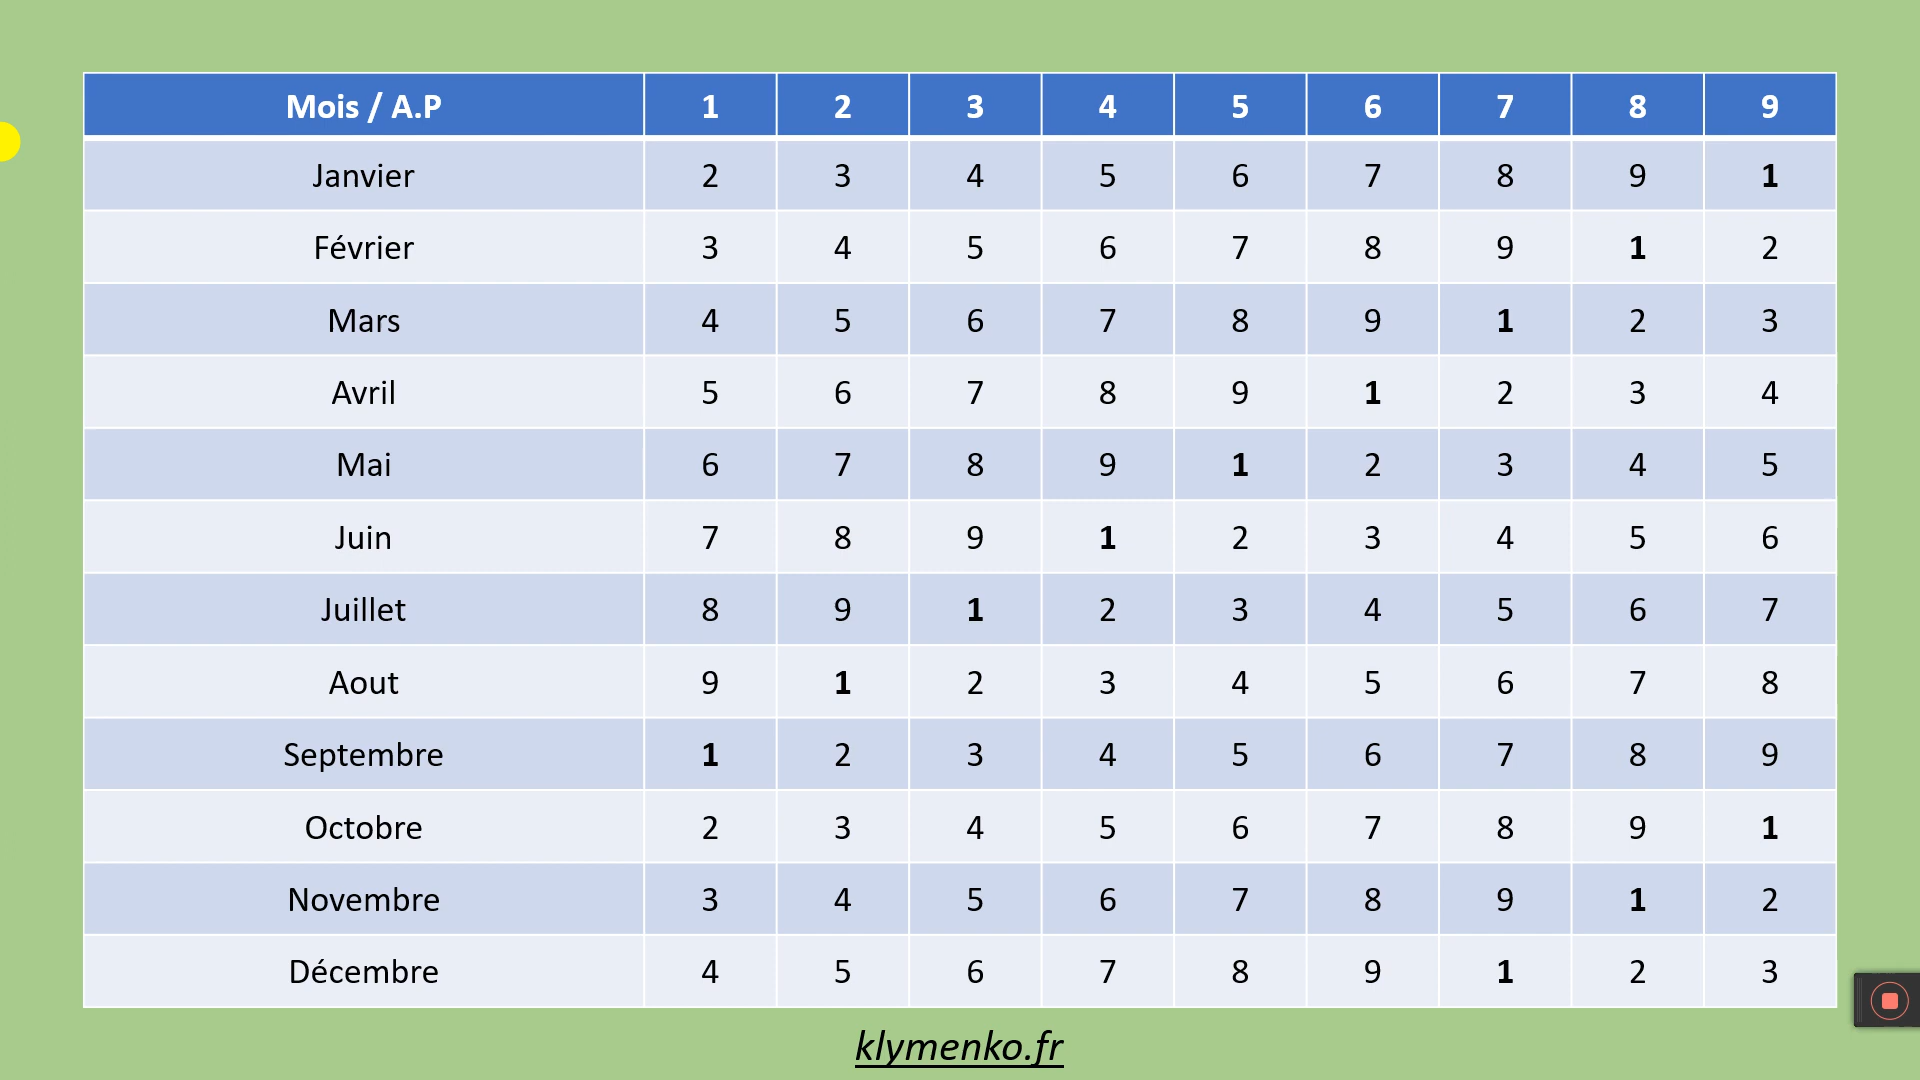 Mois / A.P 1 2 3 4 5 6 7 8 9
Janvier 2 3 4 5 6 7 8 9 1
Février 3 4 5 6 7 8 9 1 2
Mars 4 5 6 7 8 9 1 2 3
Avril 5 6 7 8 9 1 2 3 4
Mai 6 7 8 9 1 2 3 4 5
Juin 7 8 9 1 2 3 4 5 6
Juillet 8 9 1 2 3 4 5 6 7
Aout 9 1 2 3 4 5 6 7 8
Septembre 1 2 3 4 5 6 7 8 9
Octobre 2 3 4 5 6 7 8 9 1
Novembre 3 4 5 6 7 8 9 1 2
Décembre 4 5 6 7 8 9 1 2 3
klymenko.fr